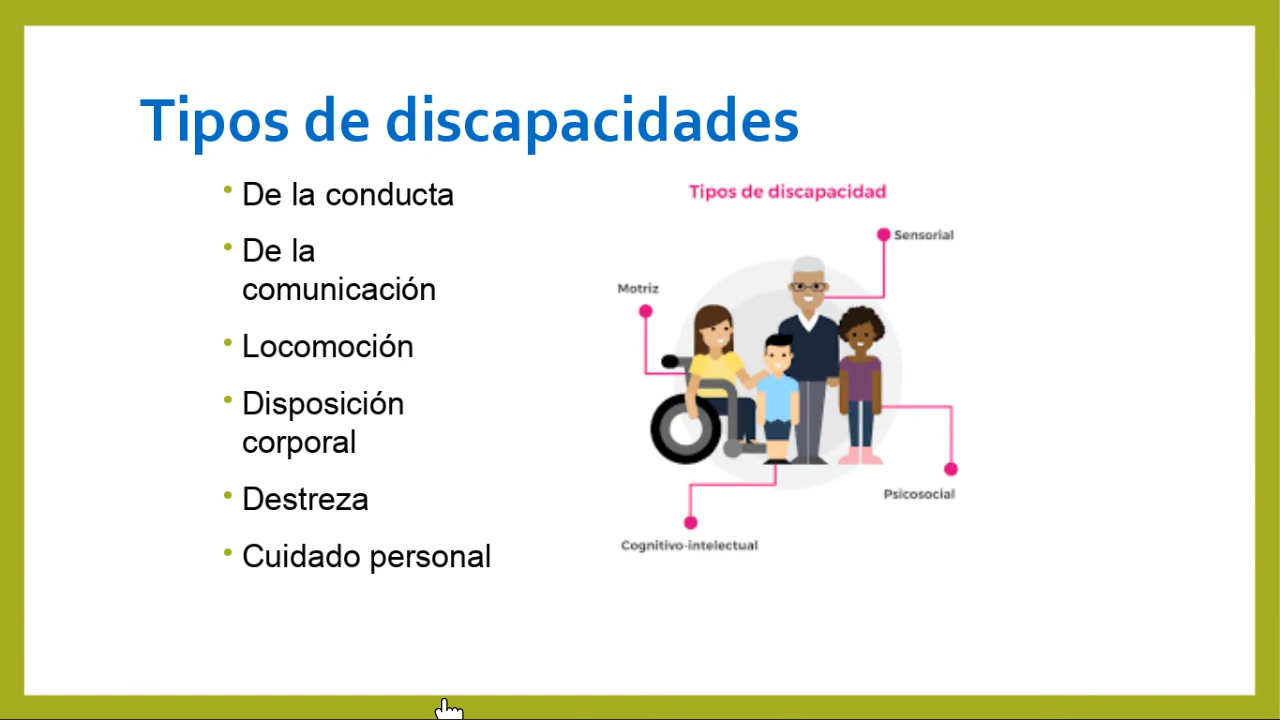 Tipos de discapacidades
• De la conducta
• De la
comunicación
• Locomoción
• Disposición
corporal
• Destreza
• Cuidado personal
Tipos de discapacidad
Sensorial
Motriz
Psicosocial
Cognitivo-intelectual